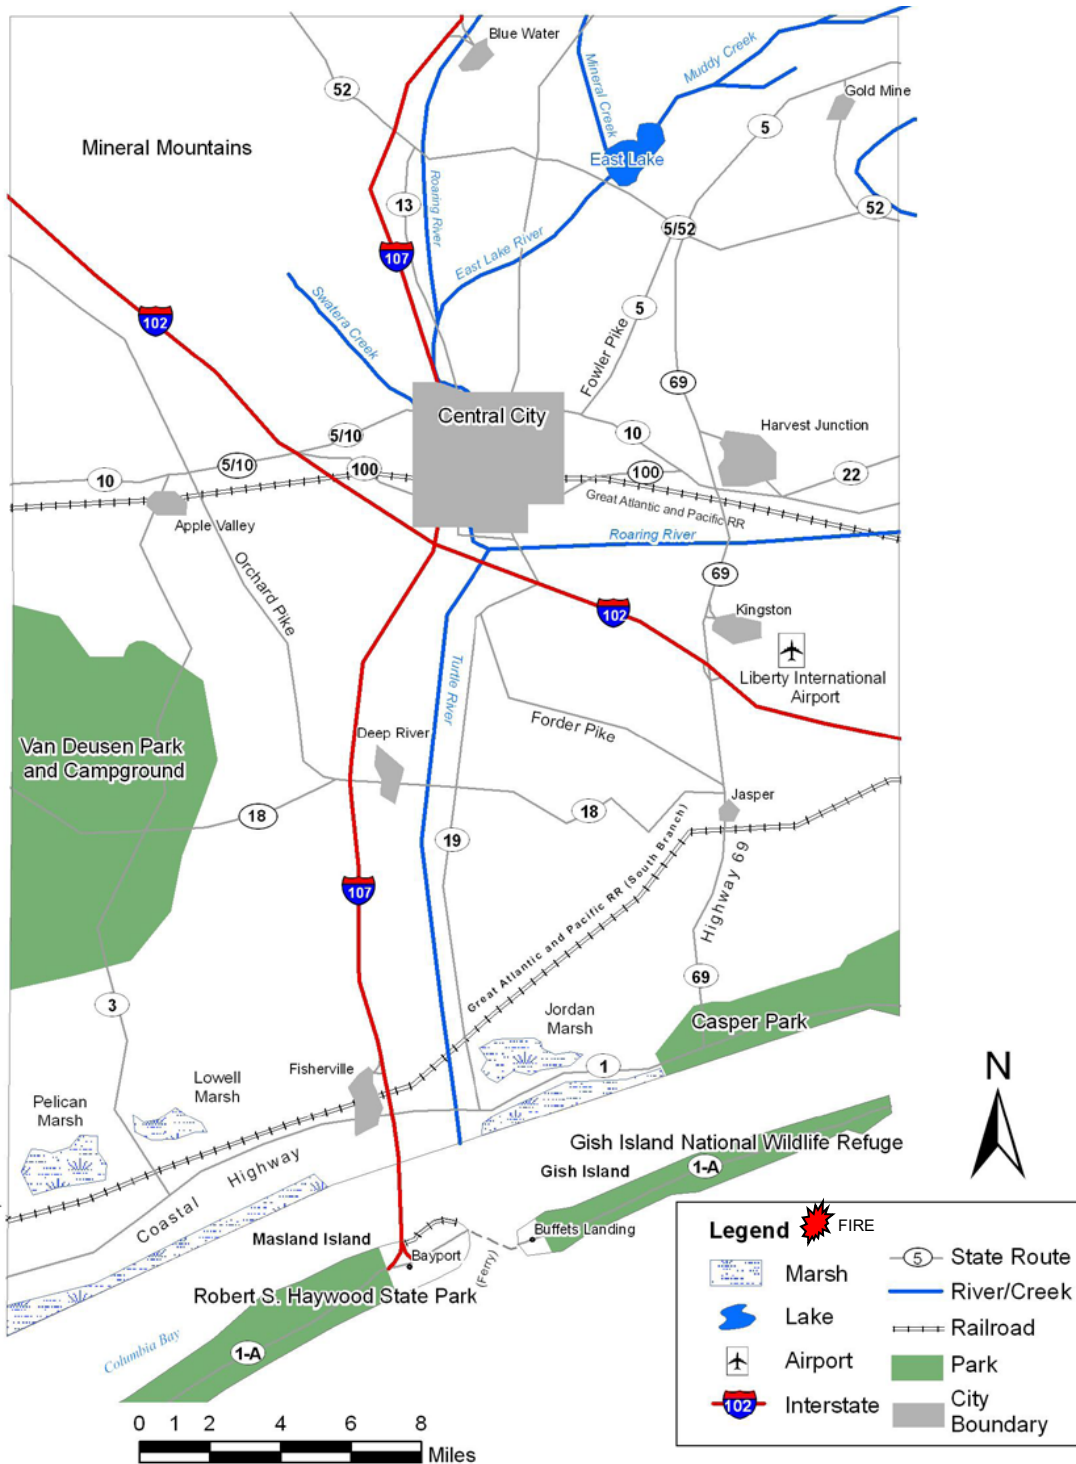 Blue Water
52
Mineral Creek
Muddy Creek
Gold Mine
5
Mineral Mountains
East Lake
Roaring River
13
52
5/52
107
East Lake River
Swatera Creek
5
102
Fowler Pike
69
Central City
Harvest Junction
10
5/10
5/10
100
100
22
10
Great Atlantic and Pacific RR
Apple Valley
Roaring River
Orchard Pike
69
102
Kingston
Liberty International
Airport
Turtle River
Forder Pike
Deep River
Van Deusen Park
and Campground
Jasper
18
18
19
Highway 69
107
Great Atlantic and Pacific RR (South Branch)
69
3
Jordan
Marsh
Casper Park
Fisherville
1
Lowell
Marsh
Pelican
Marsh
N
Gish Island National Wildlife Refuge
Gish Island
1-A
Coastal Highway
Masland Island
Buffets Landing
Bayport
(Ferry)
Robert S. Haywood State Park
Columbia Bay
1-A
0 1 2 4 6 8
Miles
Legend
FIRE
Marsh
Lake
Airport
102
Interstate
5
State Route
River/Creek
Railroad
Park
City
Boundary